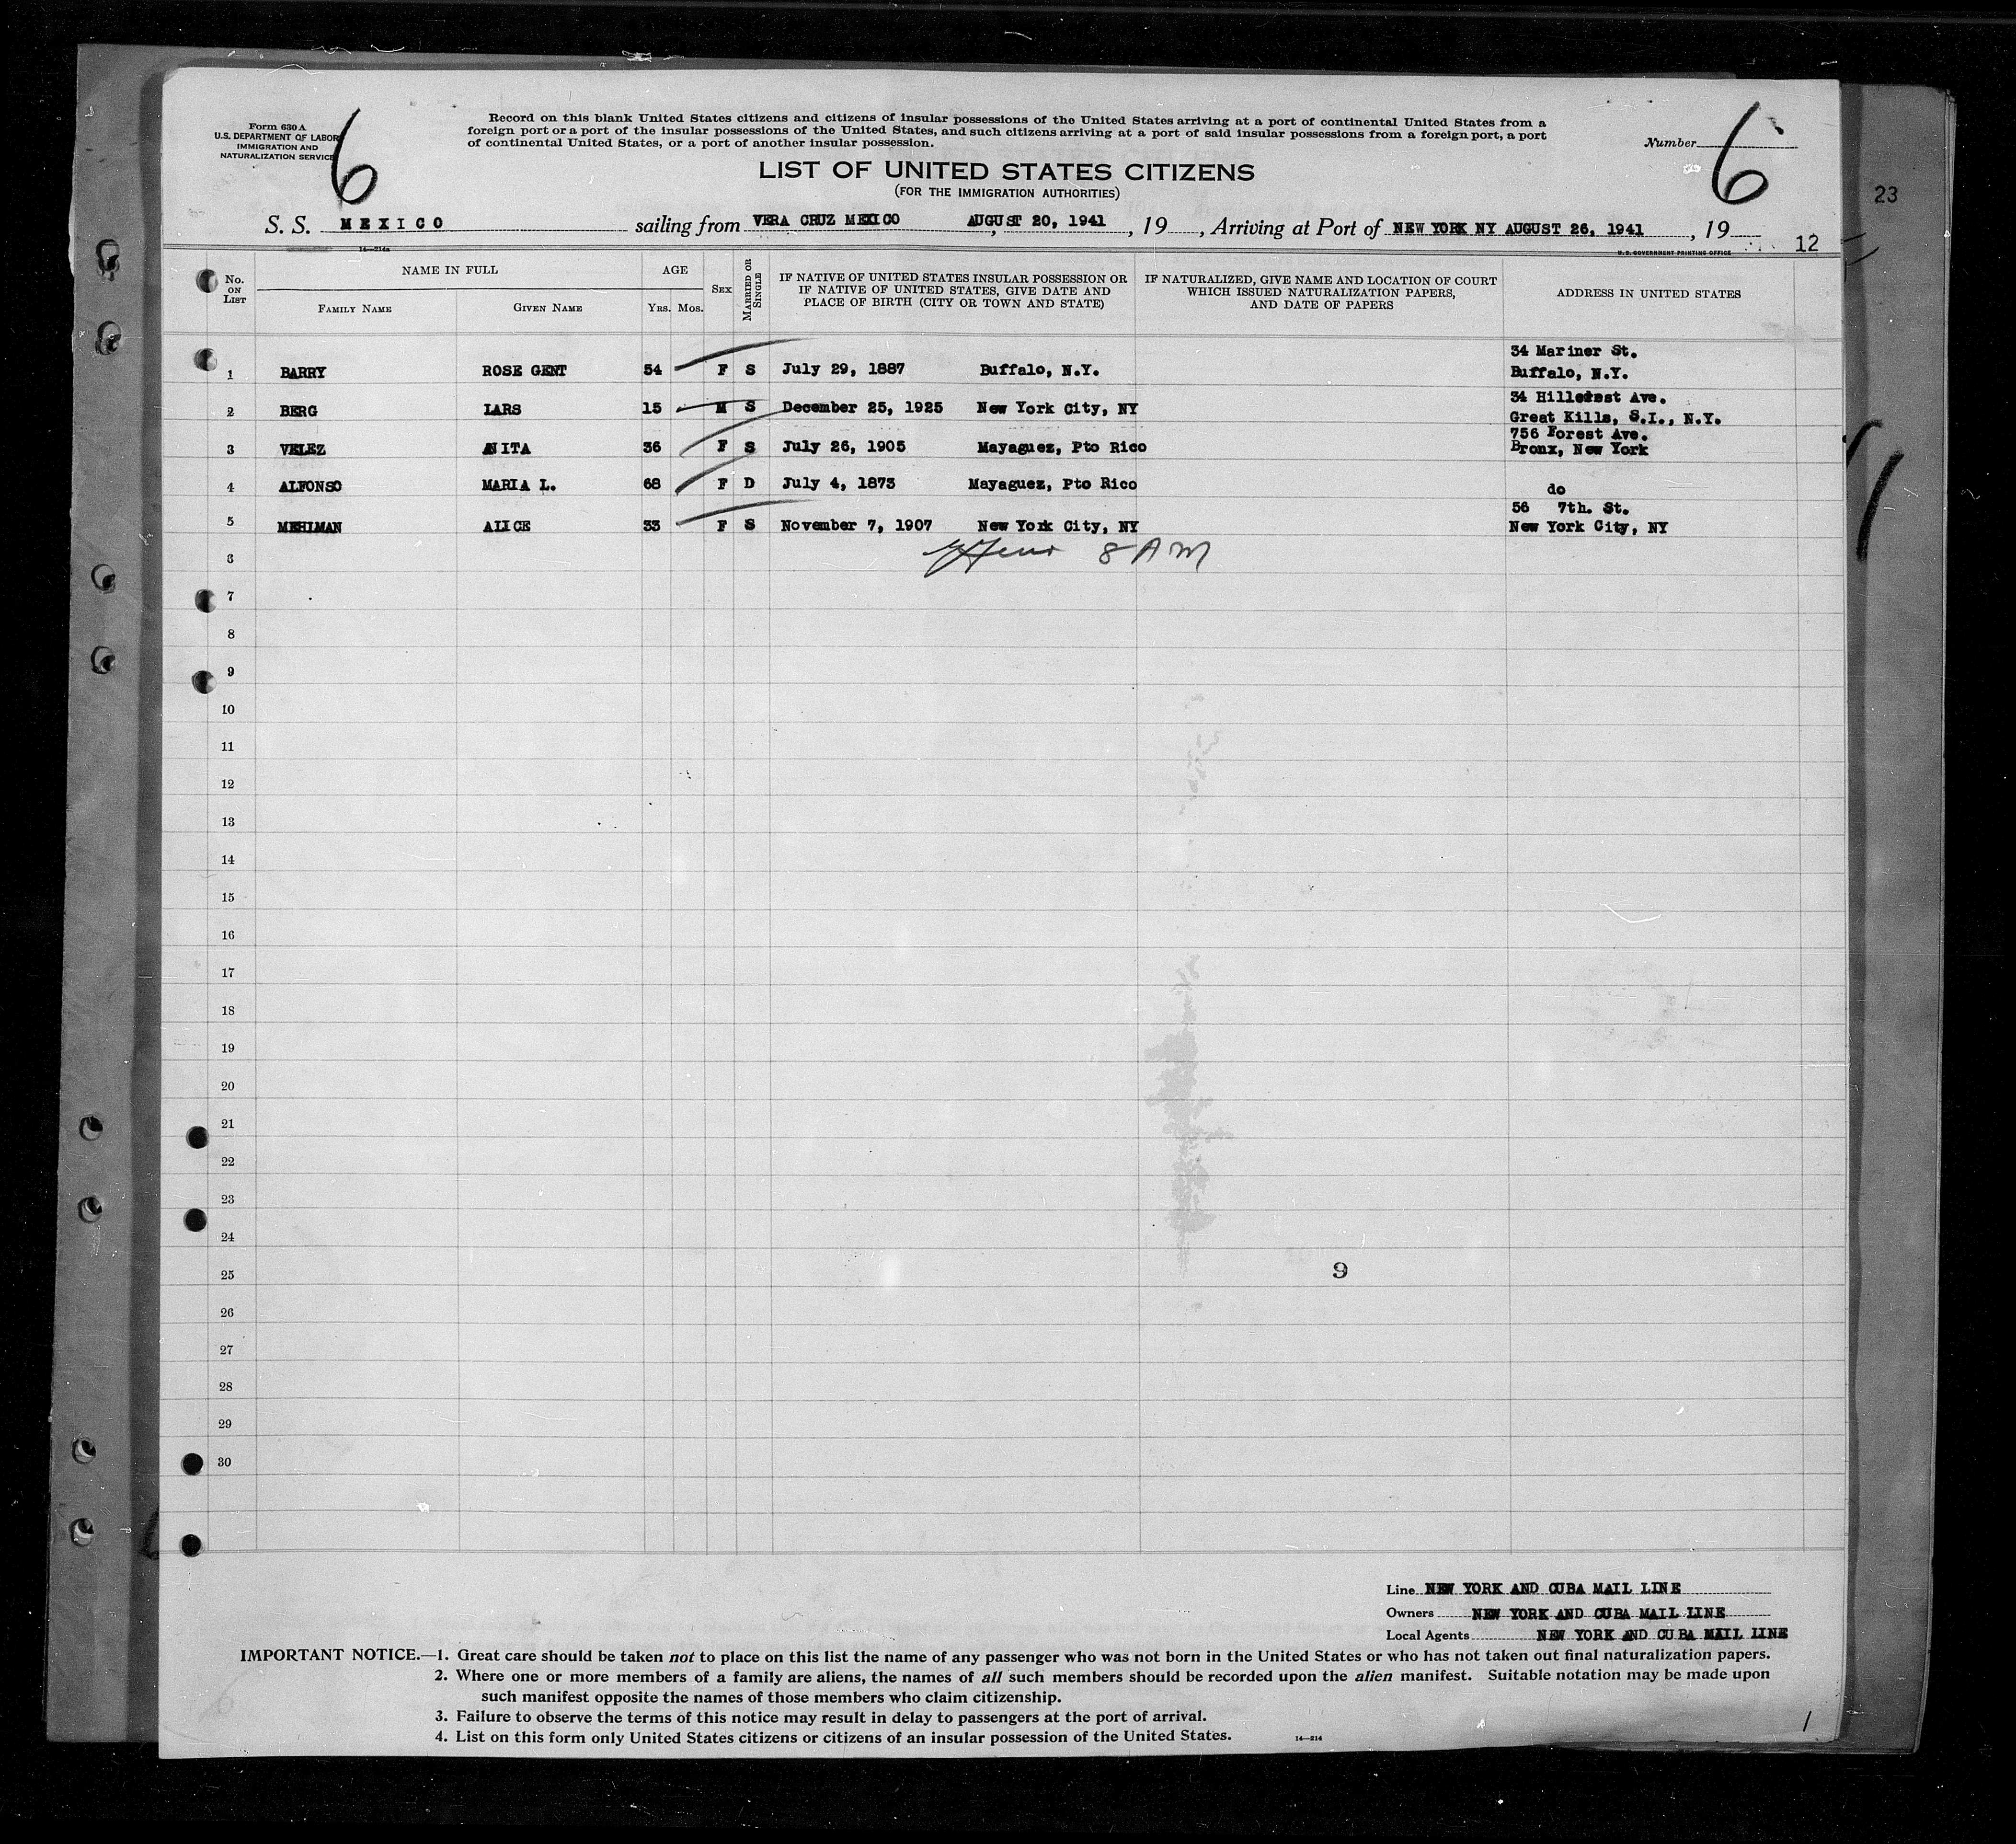 Form 630 A
U.S. DEPARTMENT OF LABOR
IMMIGRATION AND
NATURALIZATION SERVICE
6
Record on this blank United States citizens and citizens of insular possessions of the United States arriving at a port of continental United States from a
foreign port or a port of the insular possessions of the United States, and such citizens arriving at a port of said insular possessions from a foreign port, a port
of continental United States, or a port of another insular possession.
Number 6
LIST OF UNITED STATES CITIZENS
(FOR THE IMMIGRATION AUTHORITIES)
23
S. S. MEXICO sailing from VERA CRUZ MEXICO AUGUST 20, 1941, 19, Arriving at Port of NEW YORK NY AUGUST 26, 1941, 19
14—214a
U.S. GOVERNMENT PRINTING OFFICE
12
No. ON LIST
NAME IN FULL
FAMILY NAME
GIVEN NAME
AGE
Yrs. Mos.
SEX
MARRIED OR SINGLE
IF NATIVE OF UNITED STATES INSULAR POSSESSION OR
IF NATIVE OF UNITED STATES, GIVE DATE AND
PLACE OF BIRTH (CITY OR TOWN AND STATE)
IF NATURALIZED, GIVE NAME AND LOCATION OF COURT
WHICH ISSUED NATURALIZATION PAPERS,
AND DATE OF PAPERS
ADDRESS IN UNITED STATES
34 Mariner St.
1 BARRY ROSE GENT 54 F S July 29, 1887 Buffalo, N.Y. Buffalo, N.Y.
34 Hillcrest Ave.
2 BERG LARS 15 M S December 25, 1925 New York City, NY Great Kills, S.I., N.Y.
756 Forest Ave.
3 VELEZ ANITA 36 F S July 26, 1905 Mayaguez, Pto Rico Bronx, New York
4 ALFONSO MARIA L. 68 F D July 4, 1873 Mayaguez, Pto Rico do
56 7th. St.
5 MEHLMAN ALICE 33 F S November 7, 1907 New York City, NY New York City, NY
6 8 AM
7
8
9
10
11
12
13
14
15
16
17
18
19
20
21
22
23
24
25 9
26
27
28
29
30
Line NEW YORK AND CUBA MAIL LINE
Owners NEW YORK AND CUBA MAIL LINE
Local Agents NEW YORK AND CUBA MAIL LINE
IMPORTANT NOTICE.—1. Great care should be taken not to place on this list the name of any passenger who was not born in the United States or who has not taken out final naturalization papers.
2. Where one or more members of a family are aliens, the names of all such members should be recorded upon the alien manifest. Suitable notation may be made upon
such manifest opposite the names of those members who claim citizenship.
3. Failure to observe the terms of this notice may result in delay to passengers at the port of arrival.
4. List on this form only United States citizens or citizens of an insular possession of the United States.
14—214
1